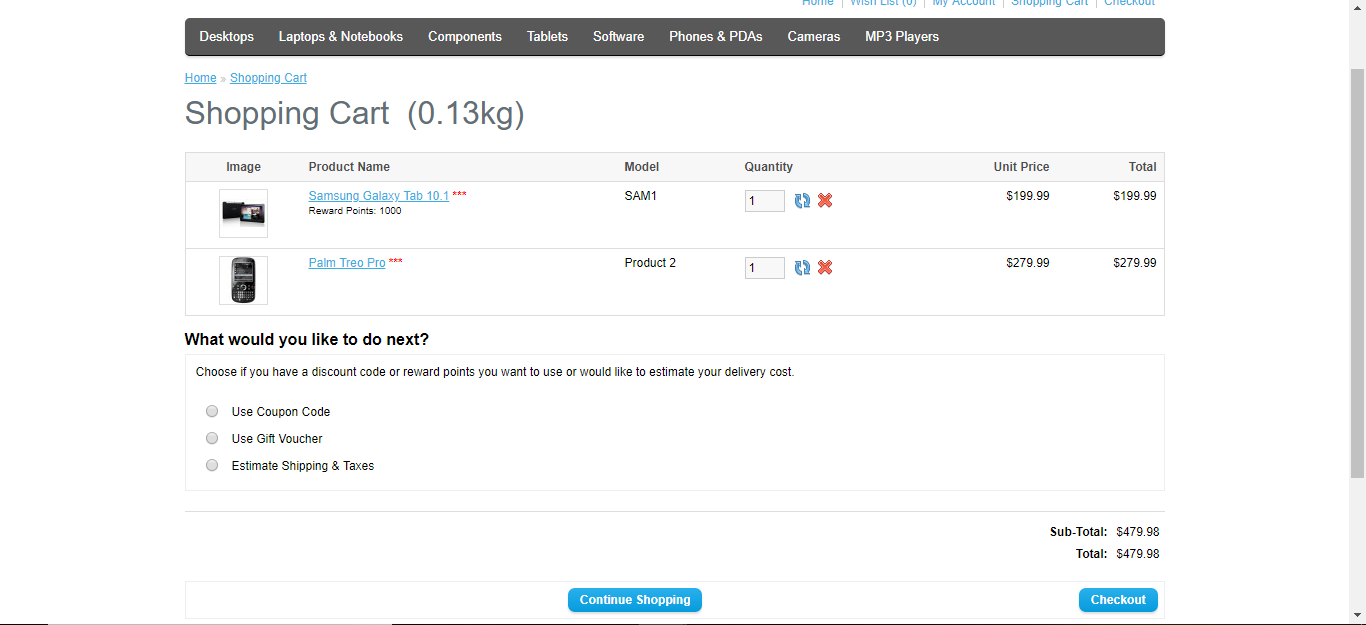 Home Wish List (0) My Account Shopping Cart Checkout
Desktops Laptops & Notebooks Components Tablets Software Phones & PDAs Cameras MP3 Players
Home » Shopping Cart
Shopping Cart (0.13kg)
Image Product Name Model Quantity Unit Price Total
Samsung Galaxy Tab 10.1 *** SAM1 1 $199.99 $199.99
Reward Points: 1000
Palm Treo Pro *** Product 2 1 $279.99 $279.99
What would you like to do next?
Choose if you have a discount code or reward points you want to use or would like to estimate your delivery cost.
Use Coupon Code
Use Gift Voucher
Estimate Shipping & Taxes
Sub-Total: $479.98
Total: $479.98
Continue Shopping Checkout